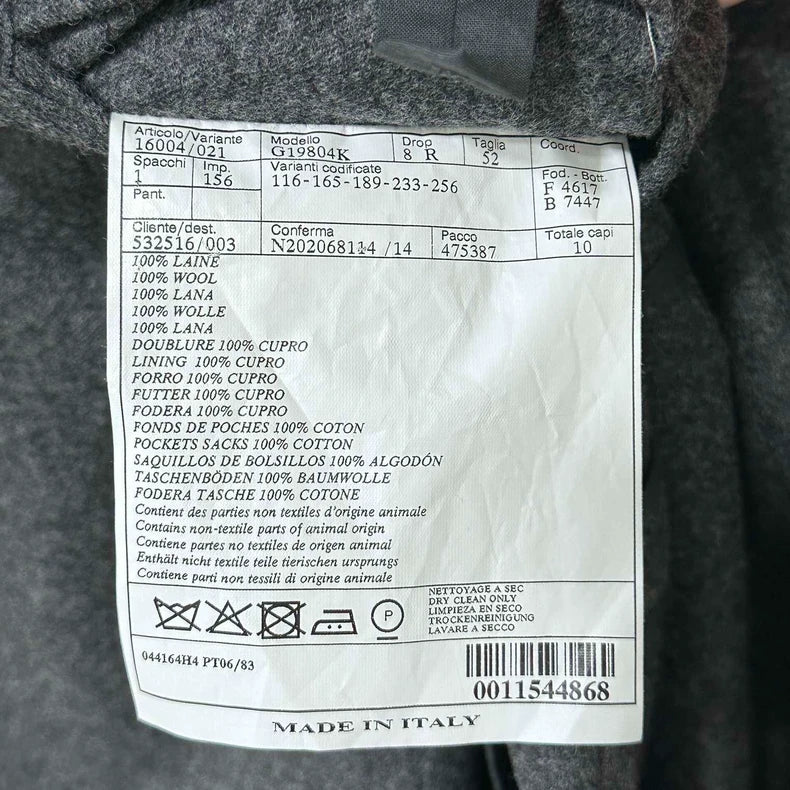 Articolo/Variante Modello Drop Taglia Coord.
16004/021 G19804K 8 R 52
Spacchi Imp. Varianti codificate Fod. - Bott.
1 156 116-165-189-233-256 F 4617
Pant. B 7447
Cliente/dest. Conferma Pacco Totale capi
532516/003 N202068114 /14 475387 10
100% LAINE
100% WOOL
100% LANA
100% WOLLE
100% LANA
DOUBLURE 100% CUPRO
LINING 100% CUPRO
FORRO 100% CUPRO
FUTTER 100% CUPRO
FODERA 100% CUPRO
FONDS DE POCHES 100% COTON
POCKETS SACKS 100% COTTON
SAQUILLOS DE BOLSILLOS 100% ALGODÓN
TASCHENBÖDEN 100% BAUMWOLLE
FODERA TASCHE 100% COTONE
Contient des parties non textiles d'origine animale
Contains non-textile parts of animal origin
Contiene partes no textiles de origen animal
Enthält nicht textile teile tierischen ursprungs
Contiene parti non tessili di origine animale
P
NETTOYAGE A SEC
DRY CLEAN ONLY
LIMPIEZA EN SECO
TROCKENREINIGUNG
LAVARE A SECCO
044164H4 PT06/83
0011544868
MADE IN ITALY